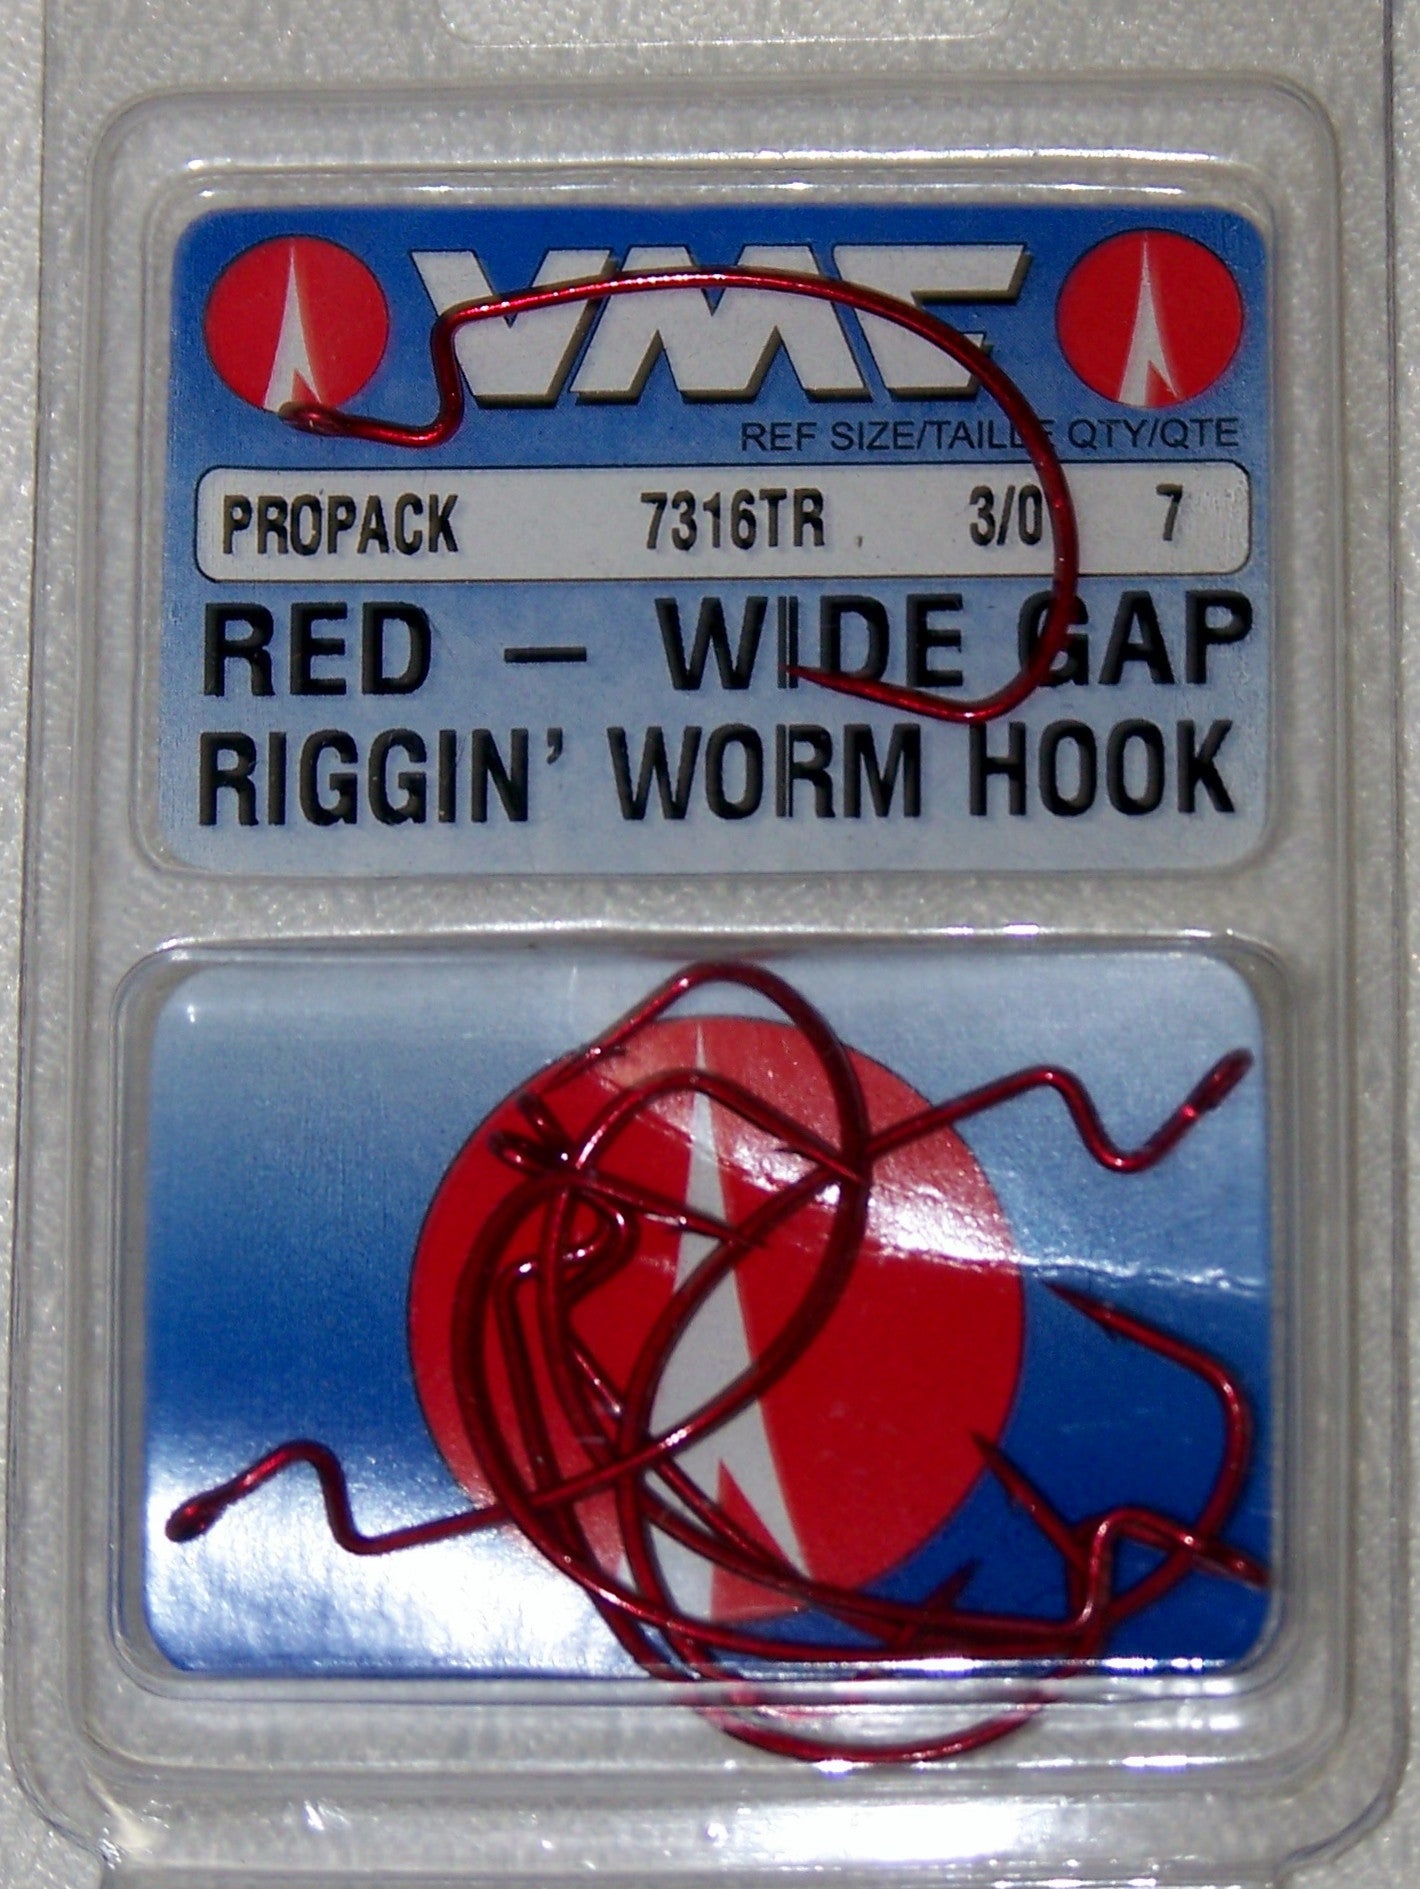 VMC
REF SIZE/TAILLE QTY/QTE
PROPACK 7316TR 3/0 7
RED – WIDE GAP
RIGGIN' WORM HOOK